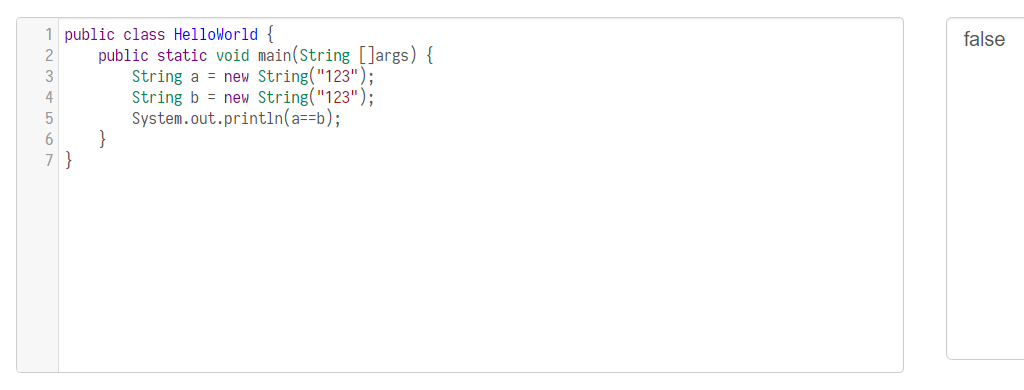 1 public class HelloWorld {
2     public static void main(String []args) {
3         String a = new String("123");
4         String b = new String("123");
5         System.out.println(a==b);
6     }
7 }
false